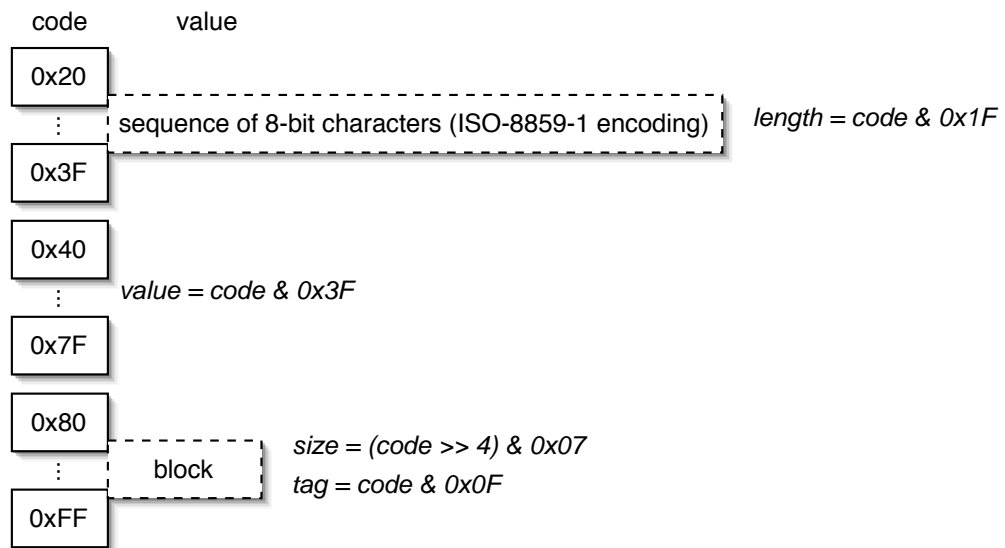 code value
0x20
sequence of 8-bit characters (ISO-8859-1 encoding) length = code & 0x1F
⋮
0x3F
0x40
⋮
value = code & 0x3F
0x7F
0x80
size = (code >> 4) & 0x07
⋮
block
tag = code & 0x0F
0xFF